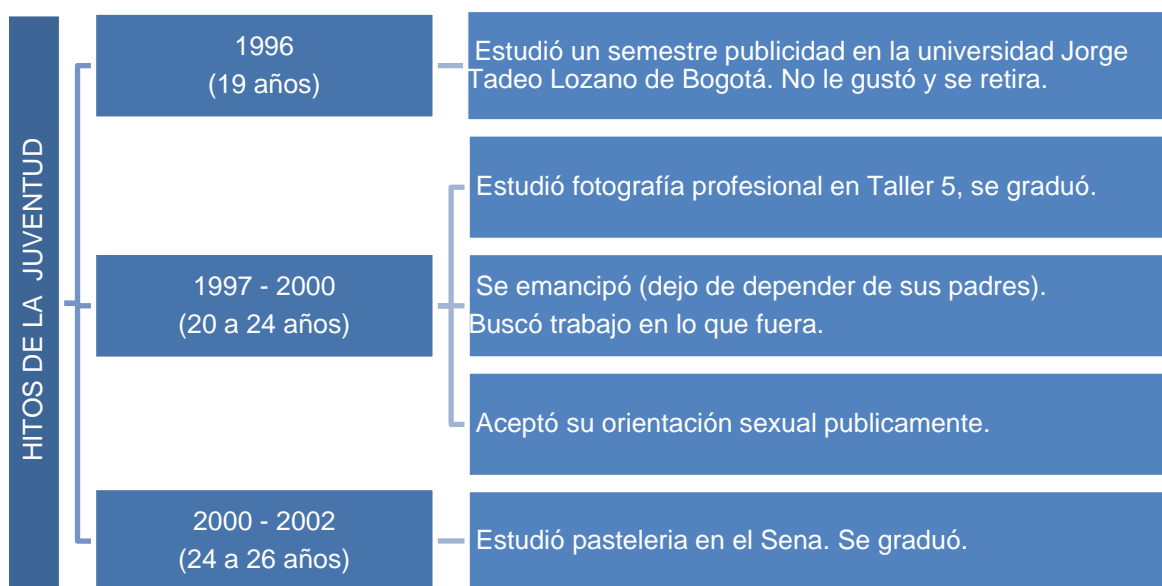 HITOS DE LA JUVENTUD
1996
(19 años)
Estudió un semestre publicidad en la universidad Jorge
Tadeo Lozano de Bogotá. No le gustó y se retira.
1997 - 2000
(20 a 24 años)
Estudió fotografía profesional en Taller 5, se graduó.
Se emancipó (dejo de depender de sus padres).
Buscó trabajo en lo que fuera.
Aceptó su orientación sexual publicamente.
2000 - 2002
(24 a 26 años)
Estudió pasteleria en el Sena. Se graduó.